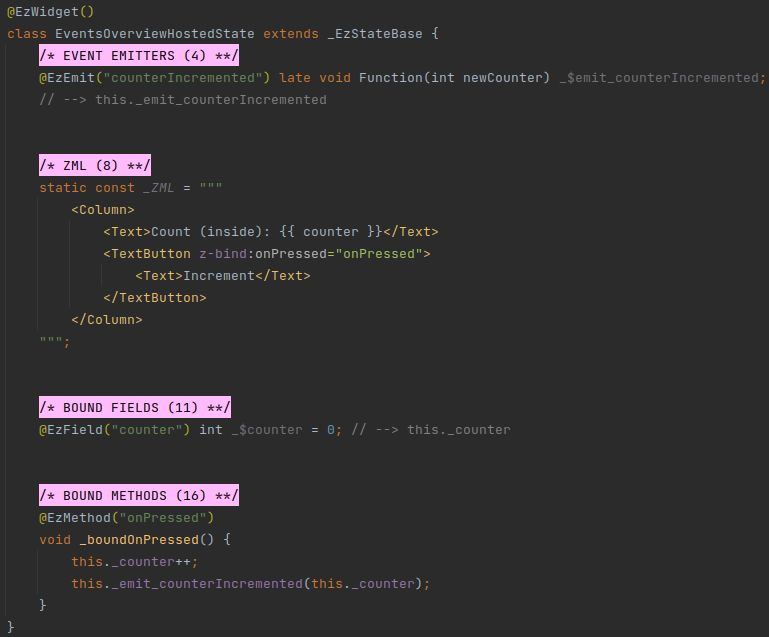 @EzWidget()
class EventsOverviewHostedState extends _EzStateBase {
/* EVENT EMITTERS (4) **/
@EzEmit("counterIncremented") late void Function(int newCounter) _$emit_counterIncremented;
// --> this._emit_counterIncremented
/* ZML (8) **/
static const _ZML = """
<Column>
<Text>Count (inside): {{ counter }}</Text>
<TextButton z-bind:onPressed="onPressed">
<Text>Increment</Text>
</TextButton>
</Column>
""";
/* BOUND FIELDS (11) **/
@EzField("counter") int _$counter = 0; // --> this._counter
/* BOUND METHODS (16) **/
@EzMethod("onPressed")
void _boundOnPressed() {
this._counter++;
this._emit_counterIncremented(this._counter);
}
}